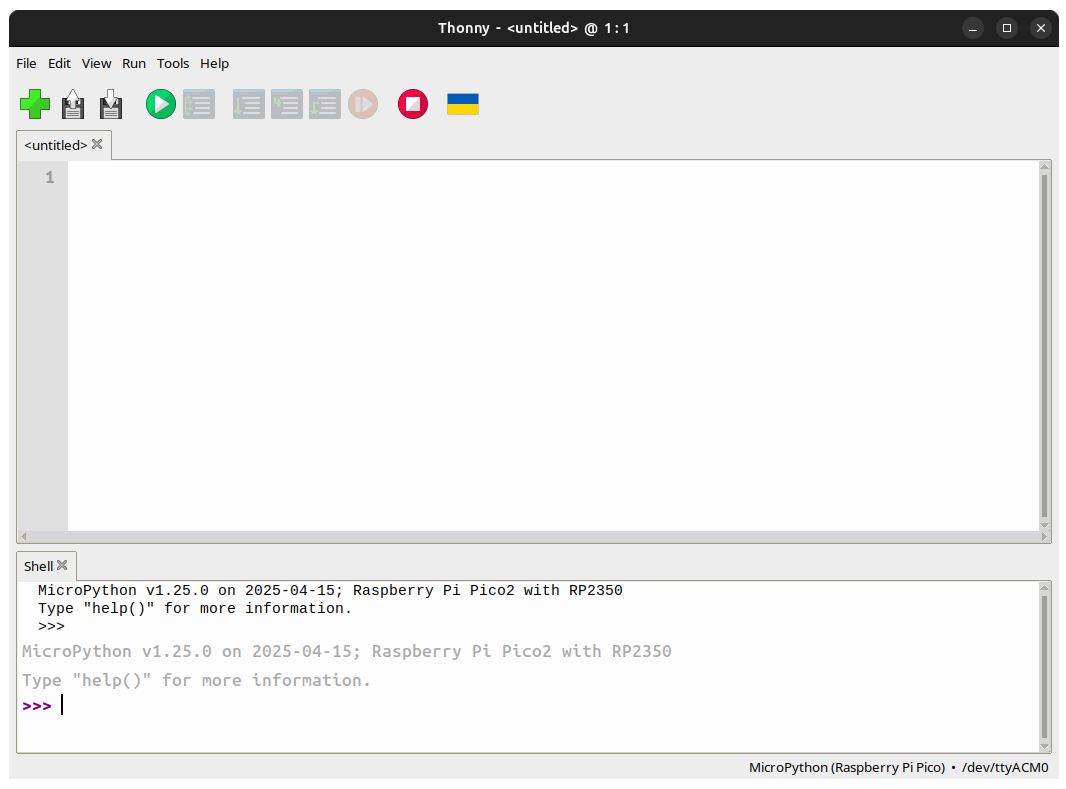 Thonny - <untitled> @ 1:1
File Edit View Run Tools Help
<untitled>
1
Shell
MicroPython v1.25.0 on 2025-04-15; Raspberry Pi Pico2 with RP2350
Type "help()" for more information.
>>>
MicroPython v1.25.0 on 2025-04-15; Raspberry Pi Pico2 with RP2350
Type "help()" for more information.
>>>
MicroPython (Raspberry Pi Pico) • /dev/ttyACM0